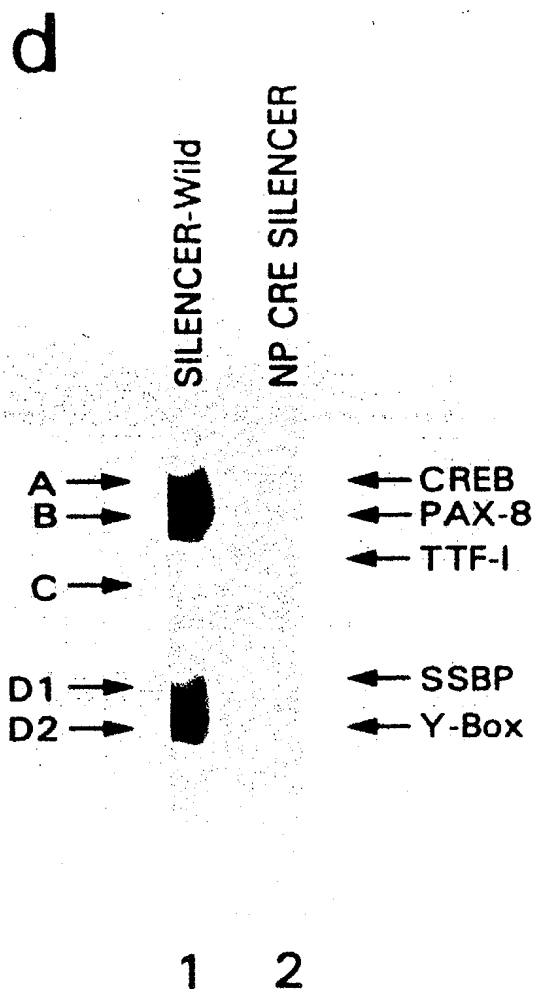 d
SILENCER-Wild
NP CRE SILENCER
A
B
C
D1
D2
CREB
PAX-8
TTF-I
SSBP
Y-Box
1 2